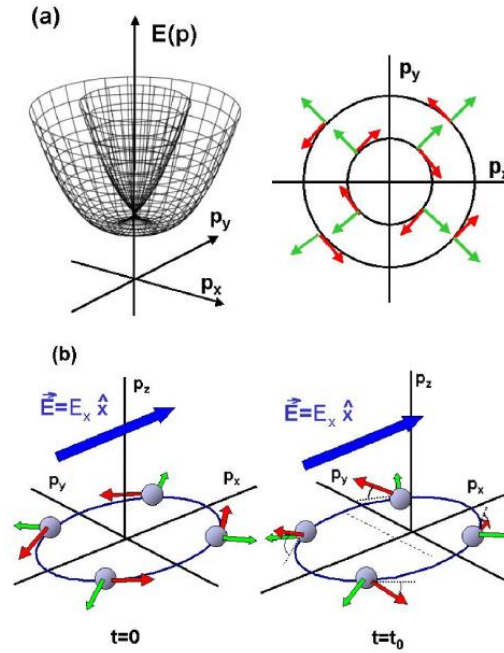 (a)
E(p)
p_y
p_x
p_y
p_x
(b)
p_z
E⃗=E_x x̂
p_y
p_x
t=0
p_z
E⃗=E_x x̂
p_y
p_x
t=t_0